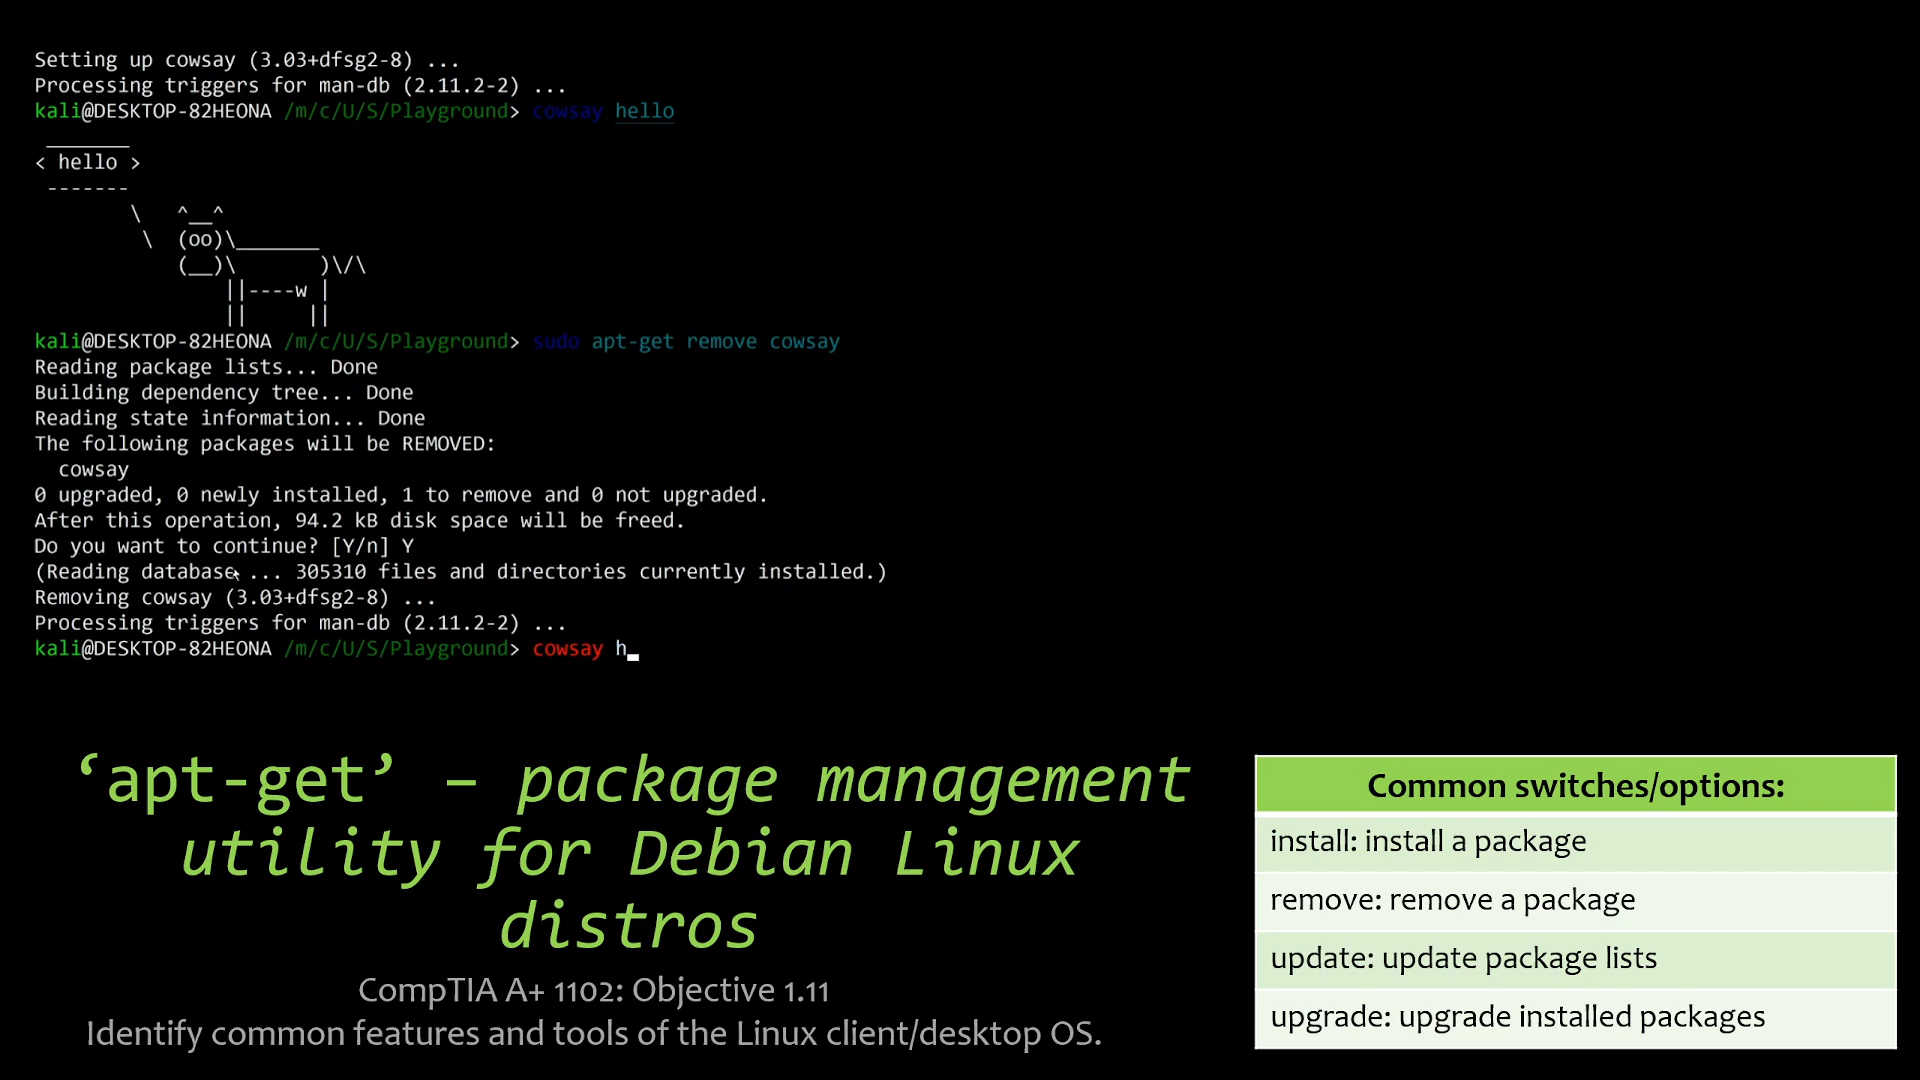 Setting up cowsay (3.03+dfsg2-8) ...
Processing triggers for man-db (2.11.2-2) ...
kali@DESKTOP-82HEONA /m/c/U/S/Playground> cowsay hello
 _______
< hello >
 -------
        \   ^__^
         \  (oo)\_______
            (__)\       )\/\
                ||----w |
                ||     ||
kali@DESKTOP-82HEONA /m/c/U/S/Playground> sudo apt-get remove cowsay
Reading package lists... Done
Building dependency tree... Done
Reading state information... Done
The following packages will be REMOVED:
  cowsay
0 upgraded, 0 newly installed, 1 to remove and 0 not upgraded.
After this operation, 94.2 kB disk space will be freed.
Do you want to continue? [Y/n] Y
(Reading database ... 305310 files and directories currently installed.)
Removing cowsay (3.03+dfsg2-8) ...
Processing triggers for man-db (2.11.2-2) ...
kali@DESKTOP-82HEONA /m/c/U/S/Playground> cowsay h_
‘apt-get’ – package management
utility for Debian Linux
distros
CompTIA A+ 1102: Objective 1.11
Identify common features and tools of the Linux client/desktop OS.
Common switches/options:
install: install a package
remove: remove a package
update: update package lists
upgrade: upgrade installed packages